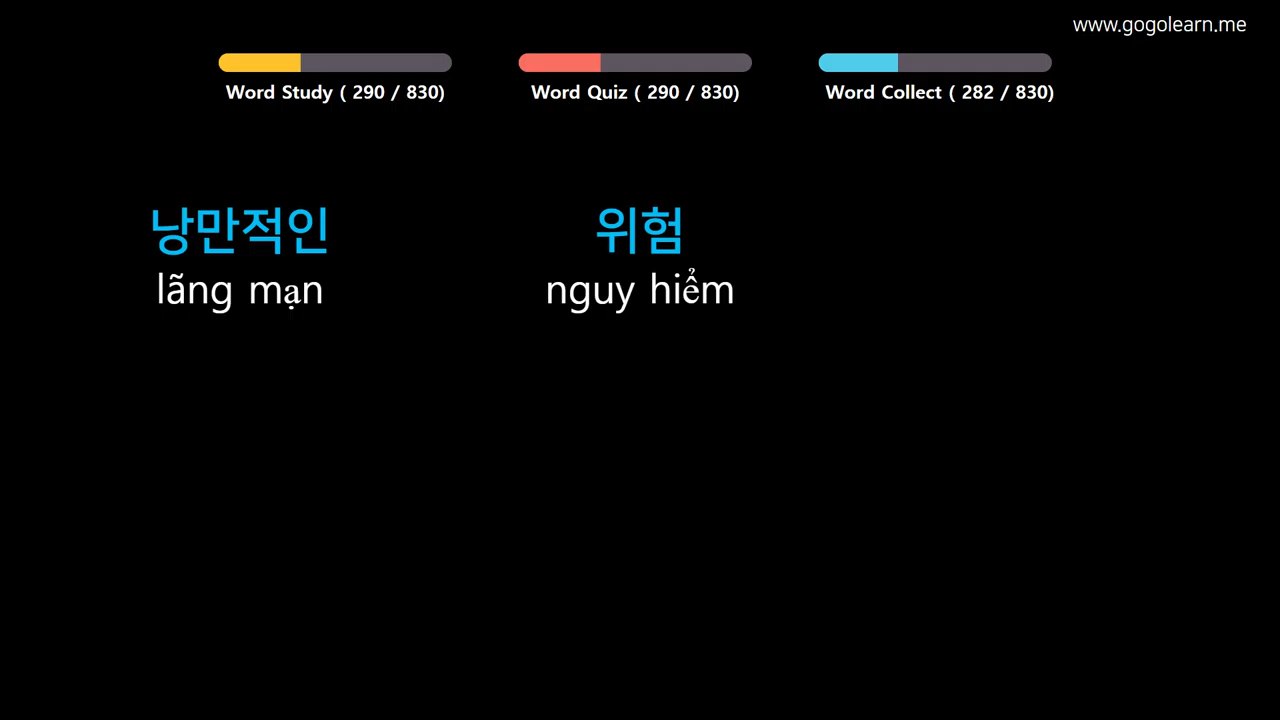 www.gogolearn.me
Word Study ( 290 / 830)
Word Quiz ( 290 / 830)
Word Collect ( 282 / 830)
낭만적인
lãng mạn
위험
nguy hiểm